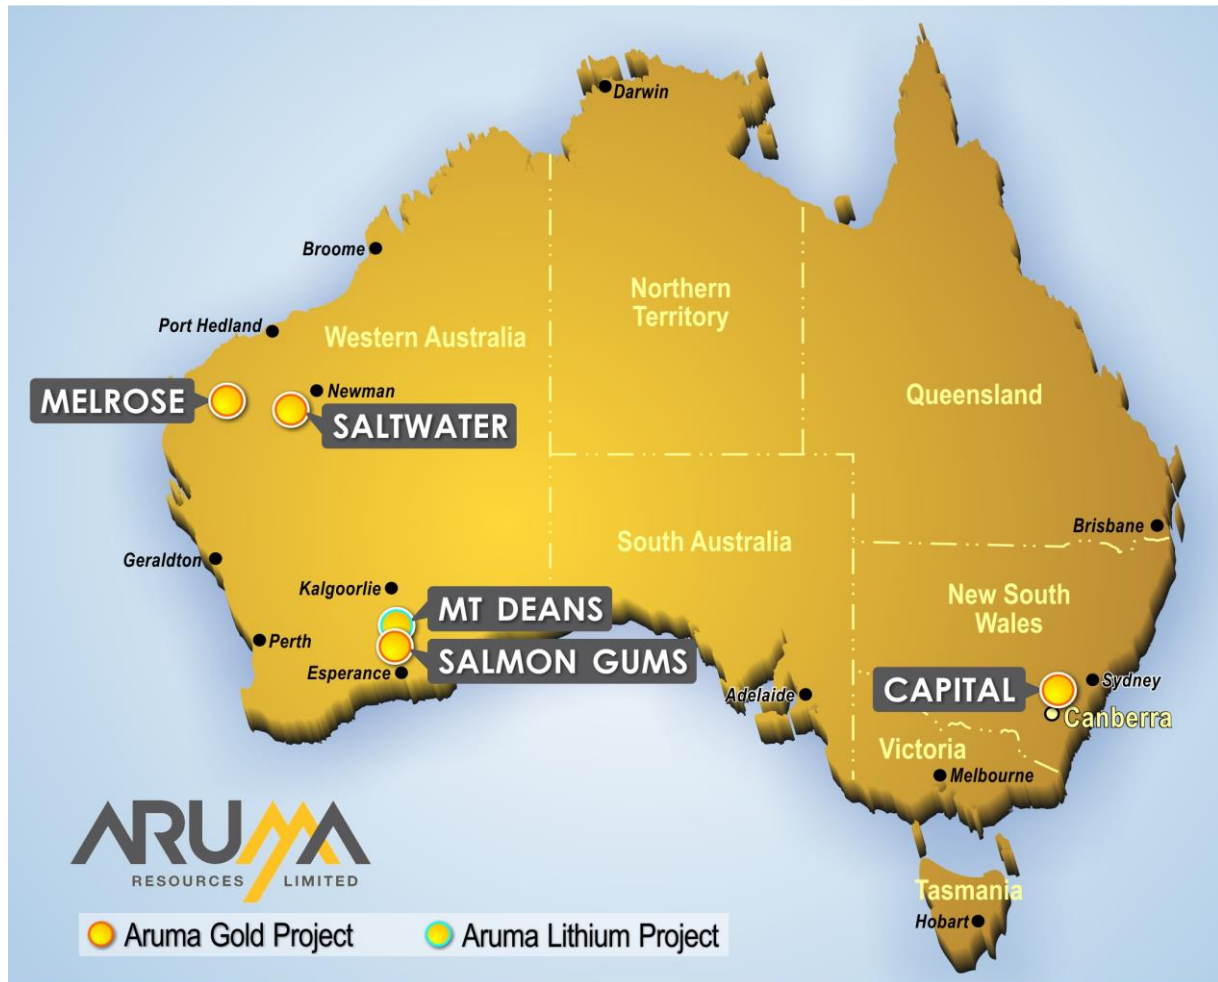 Darwin
Broome
Northern
Territory
Port Hedland
Western Australia
Queensland
MELROSE
Newman
SALTWATER
Brisbane
South Australia
Geraldton
Kalgoorlie
MT DEANS
New South
Wales
Perth
SALMON GUMS
Esperance
Adelaide
CAPITAL
Sydney
Canberra
Victoria
Melbourne
ARUMA
RESOURCES LIMITED
Tasmania
Hobart
Aruma Gold Project
Aruma Lithium Project